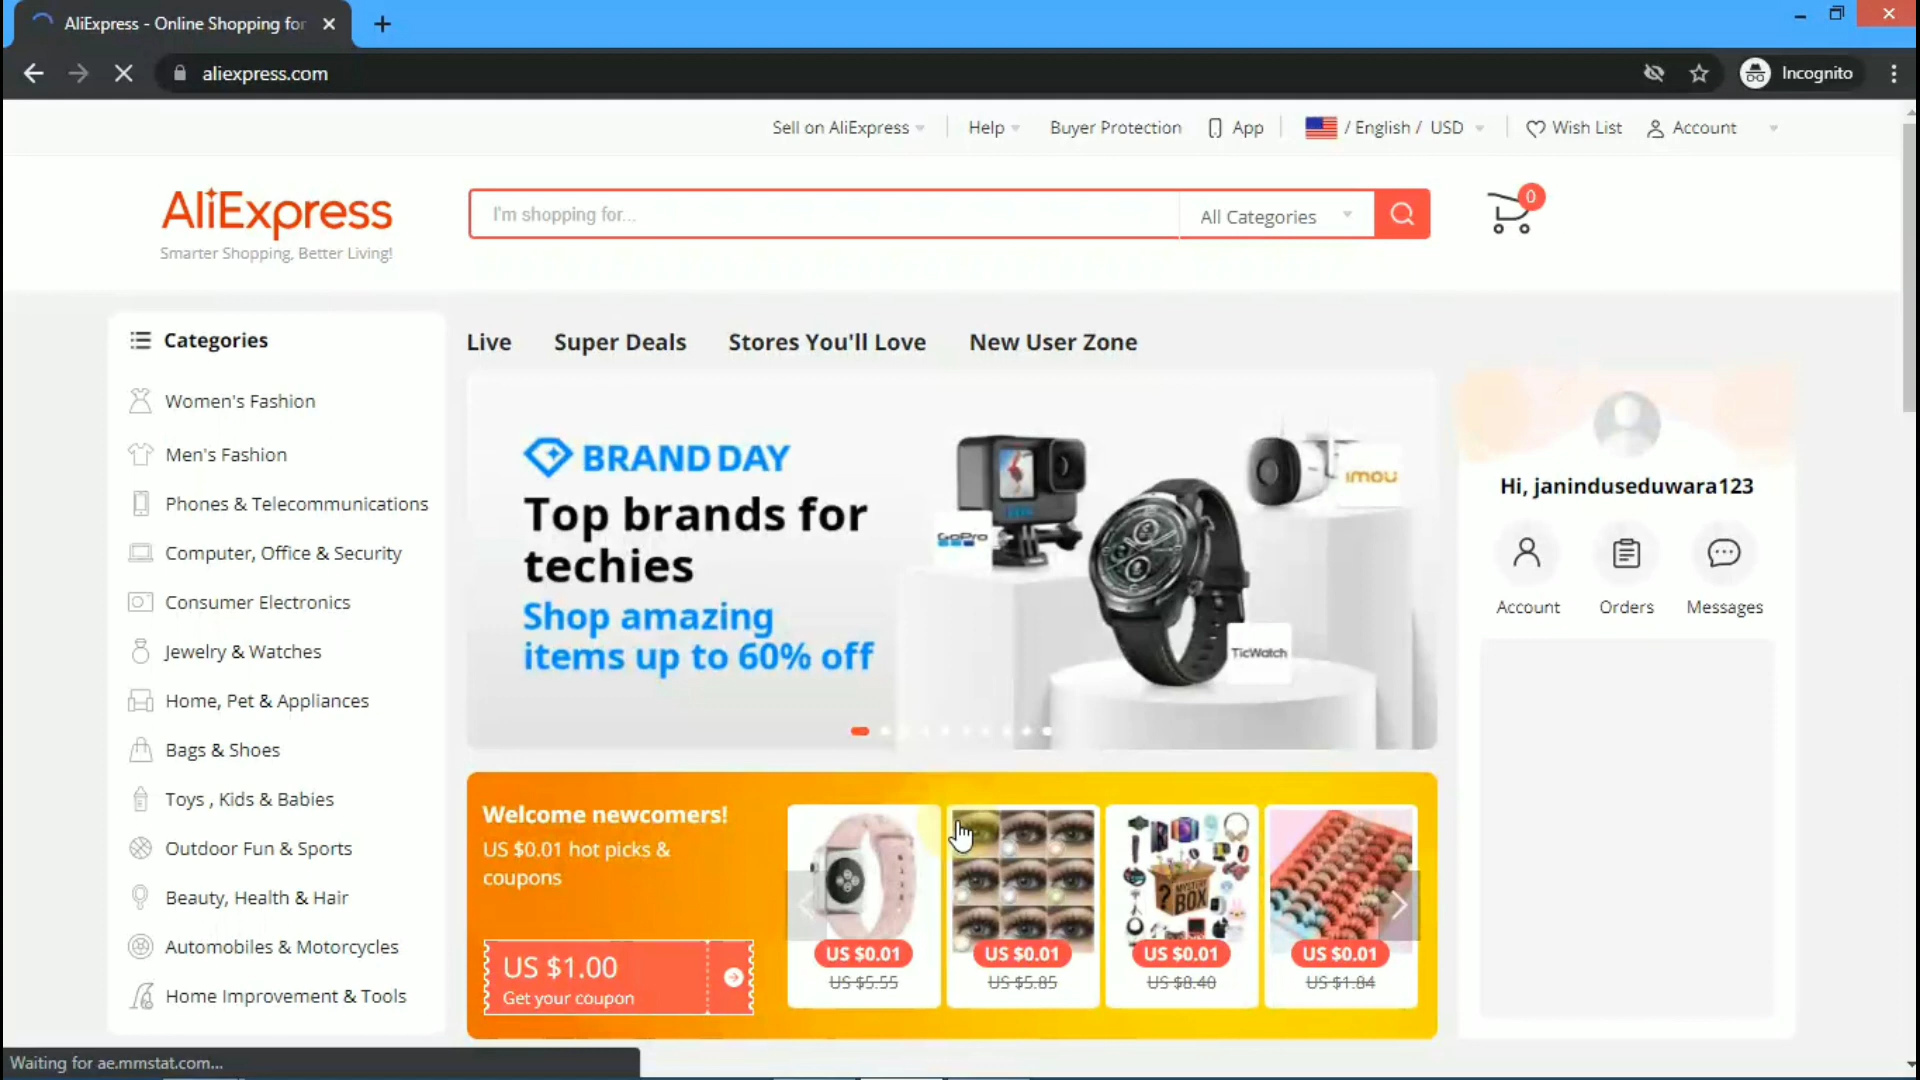 AliExpress - Online Shopping for
aliexpress.com
Incognito
Sell on AliExpress
Help
Buyer Protection
App
/ English / USD
Wish List
Account
AliExpress
Smarter Shopping, Better Living!
I'm shopping for...
All Categories
0
Categories
Women's Fashion
Men's Fashion
Phones & Telecommunications
Computer, Office & Security
Consumer Electronics
Jewelry & Watches
Home, Pet & Appliances
Bags & Shoes
Toys , Kids & Babies
Outdoor Fun & Sports
Beauty, Health & Hair
Automobiles & Motorcycles
Home Improvement & Tools
Live
Super Deals
Stores You'll Love
New User Zone
BRAND DAY
Top brands for
techies
Shop amazing
items up to 60% off
GoPro
imou
TicWatch
Hi, janinduseduwara123
Account
Orders
Messages
Welcome newcomers!
US $0.01 hot picks &
coupons
US $1.00
Get your coupon
US $0.01
US $5.55
US $0.01
US $5.85
MYSTERY
BOX
US $0.01
US $8.40
US $0.01
US $1.84
Waiting for ae.mmstat.com...